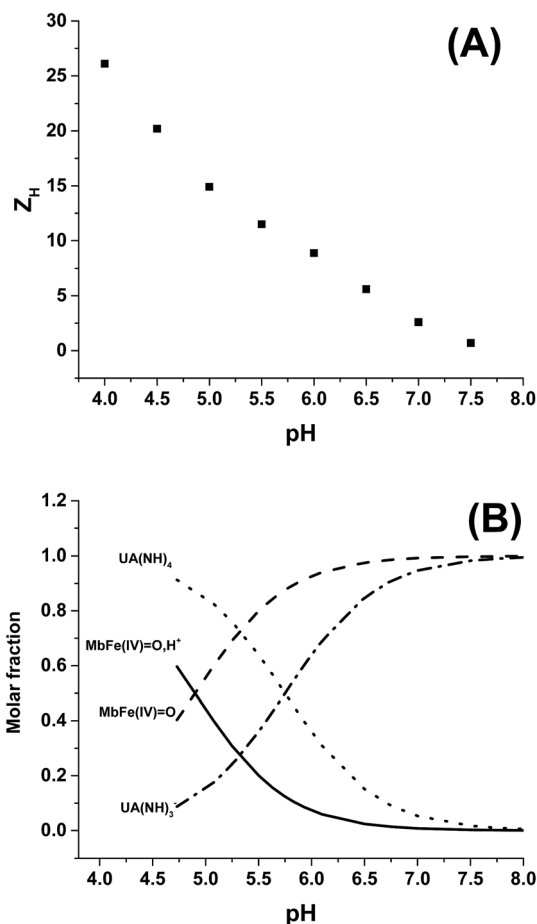 (A)
30
25
20
15
10
5
0
Z_H
4.0 4.5 5.0 5.5 6.0 6.5 7.0 7.5 8.0
pH
(B)
1.2
1.0
0.8
0.6
0.4
0.2
0.0
Molar fraction
UA(NH)₄
MbFe(IV)=O,H⁺
MbFe(IV)=O
UA(NH)₃⁻
4.0 4.5 5.0 5.5 6.0 6.5 7.0 7.5 8.0
pH